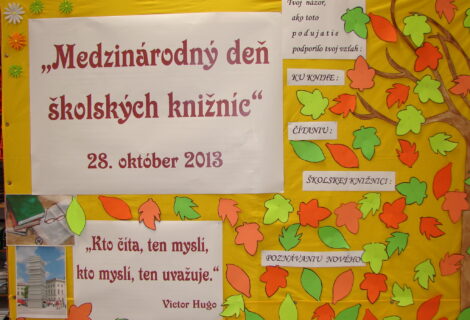 „Medzinárodný deň
školských knižníc“
28. október 2013
Tvoj názor,
ako toto
podujatie
podporilo tvoj vzťah :
KU KNIHE :
ČÍTANIU :
ŠKOLSKEJ KNIŽNICI :
POZNÁVANIU NOVÉHO
„Kto číta, ten myslí,
kto myslí, ten uvažuje.“
Victor Hugo